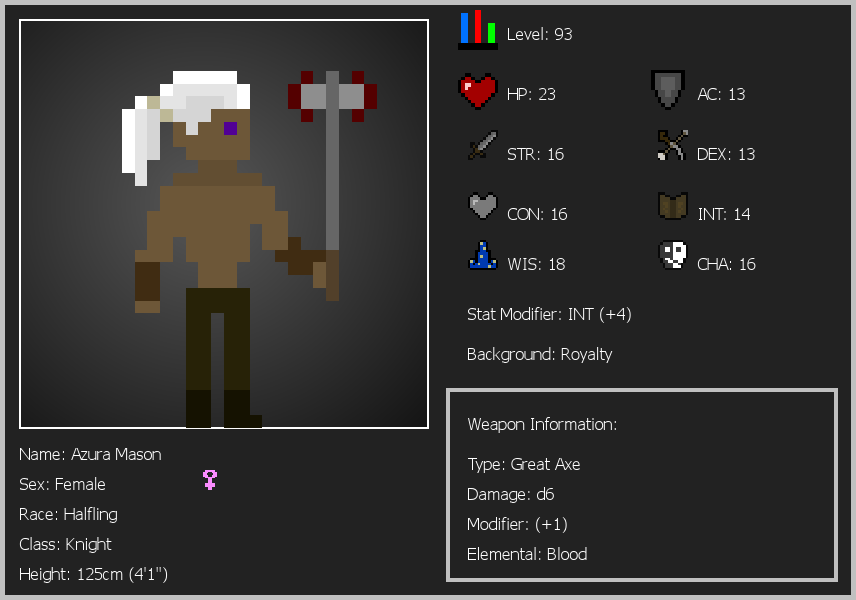 Level: 93
HP: 23
AC: 13
STR: 16
DEX: 13
CON: 16
INT: 14
WIS: 18
CHA: 16
Stat Modifier: INT (+4)
Background: Royalty
Weapon Information:
Type: Great Axe
Damage: d6
Modifier: (+1)
Elemental: Blood
Name: Azura Mason
Sex: Female
Race: Halfling
Class: Knight
Height: 125cm (4'1")